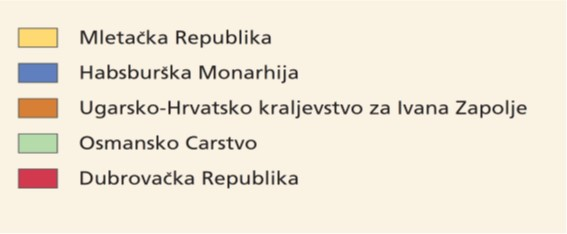 Mletačka Republika
Habsburška Monarhija
Ugarsko-Hrvatsko kraljevstvo za Ivana Zapolje
Osmansko Carstvo
Dubrovačka Republika